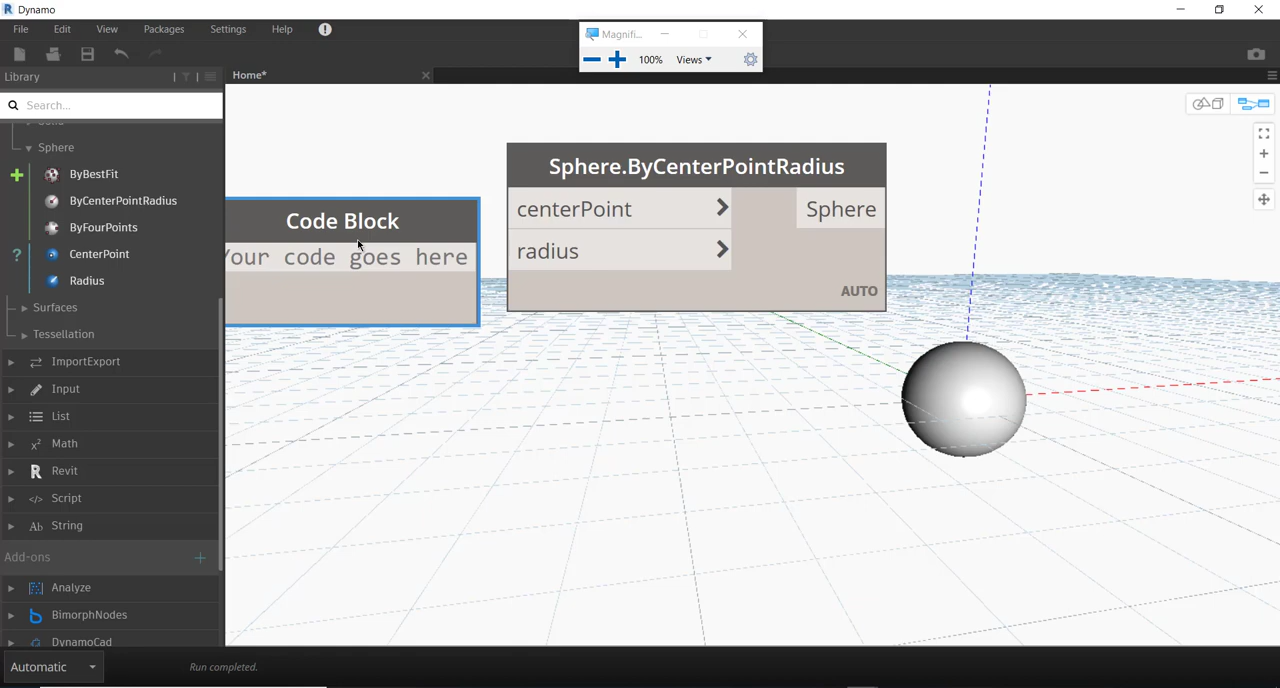 Dynamo
File Edit View Packages Settings Help
Magnifi...
100% Views
Library
Home*
Search...
Sphere
ByBestFit
ByCenterPointRadius
ByFourPoints
CenterPoint
Radius
Surfaces
Tessellation
ImportExport
Input
List
Math
Revit
Script
String
Add-ons
Analyze
BimorphNodes
DynamoCad
Code Block
Your code goes here
Sphere.ByCenterPointRadius
centerPoint Sphere
radius
AUTO
Automatic Run completed.